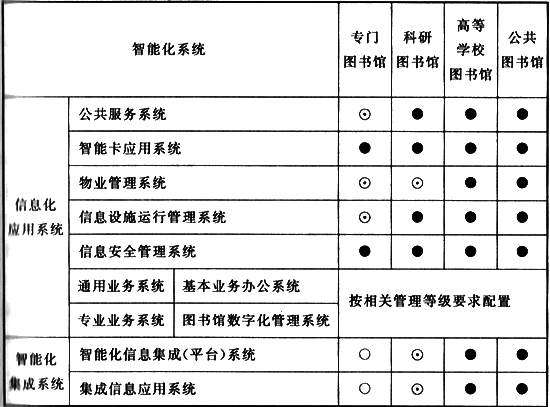 智能化系统 专门图书馆 科研图书馆 高等学校图书馆 公共图书馆
信息化应用系统
公共服务系统 ⊙ ● ● ●
智能卡应用系统 ● ● ● ●
物业管理系统 ⊙ ⊙ ● ●
信息设施运行管理系统 ⊙ ● ● ●
信息安全管理系统 ● ● ● ●
通用业务系统 基本业务办公系统 按相关管理等级要求配置
专业业务系统 图书馆数字化管理系统
智能化集成系统
智能化信息集成(平台)系统 ○ ⊙ ● ●
集成信息应用系统 ○ ⊙ ● ●